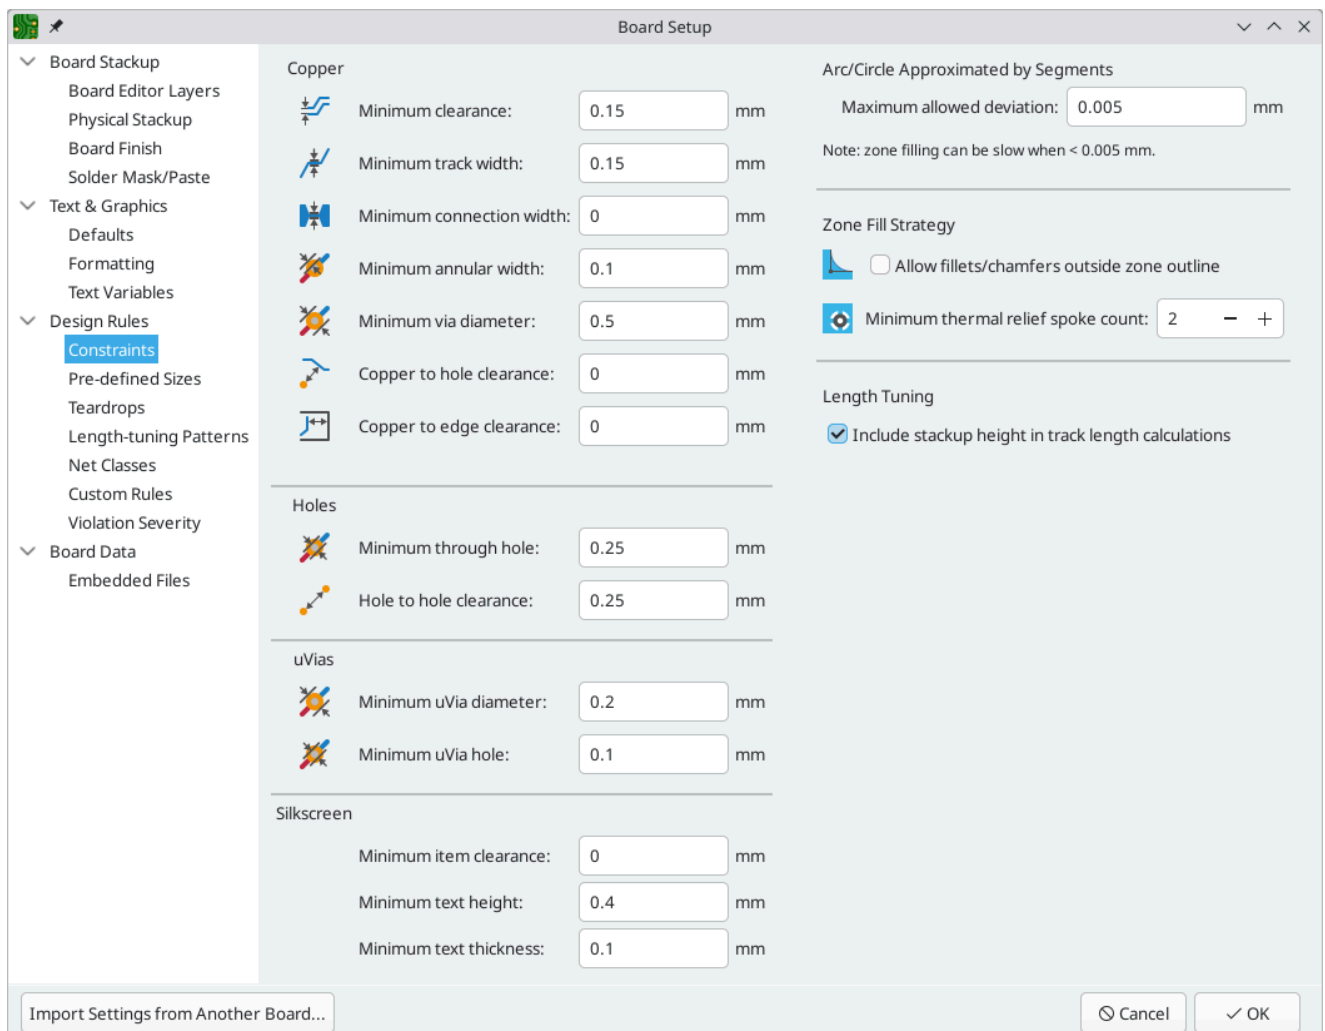 Board Setup
Board Stackup
Board Editor Layers
Physical Stackup
Board Finish
Solder Mask/Paste
Text & Graphics
Defaults
Formatting
Text Variables
Design Rules
Constraints
Pre-defined Sizes
Teardrops
Length-tuning Patterns
Net Classes
Custom Rules
Violation Severity
Board Data
Embedded Files
Copper
Minimum clearance: 0.15 mm
Minimum track width: 0.15 mm
Minimum connection width: 0 mm
Minimum annular width: 0.1 mm
Minimum via diameter: 0.5 mm
Copper to hole clearance: 0 mm
Copper to edge clearance: 0 mm
Holes
Minimum through hole: 0.25 mm
Hole to hole clearance: 0.25 mm
uVias
Minimum uVia diameter: 0.2 mm
Minimum uVia hole: 0.1 mm
Silkscreen
Minimum item clearance: 0 mm
Minimum text height: 0.4 mm
Minimum text thickness: 0.1 mm
Arc/Circle Approximated by Segments
Maximum allowed deviation: 0.005 mm
Note: zone filling can be slow when < 0.005 mm.
Zone Fill Strategy
Allow fillets/chamfers outside zone outline
Minimum thermal relief spoke count: 2 − +
Length Tuning
Include stackup height in track length calculations
Import Settings from Another Board...
Cancel
OK